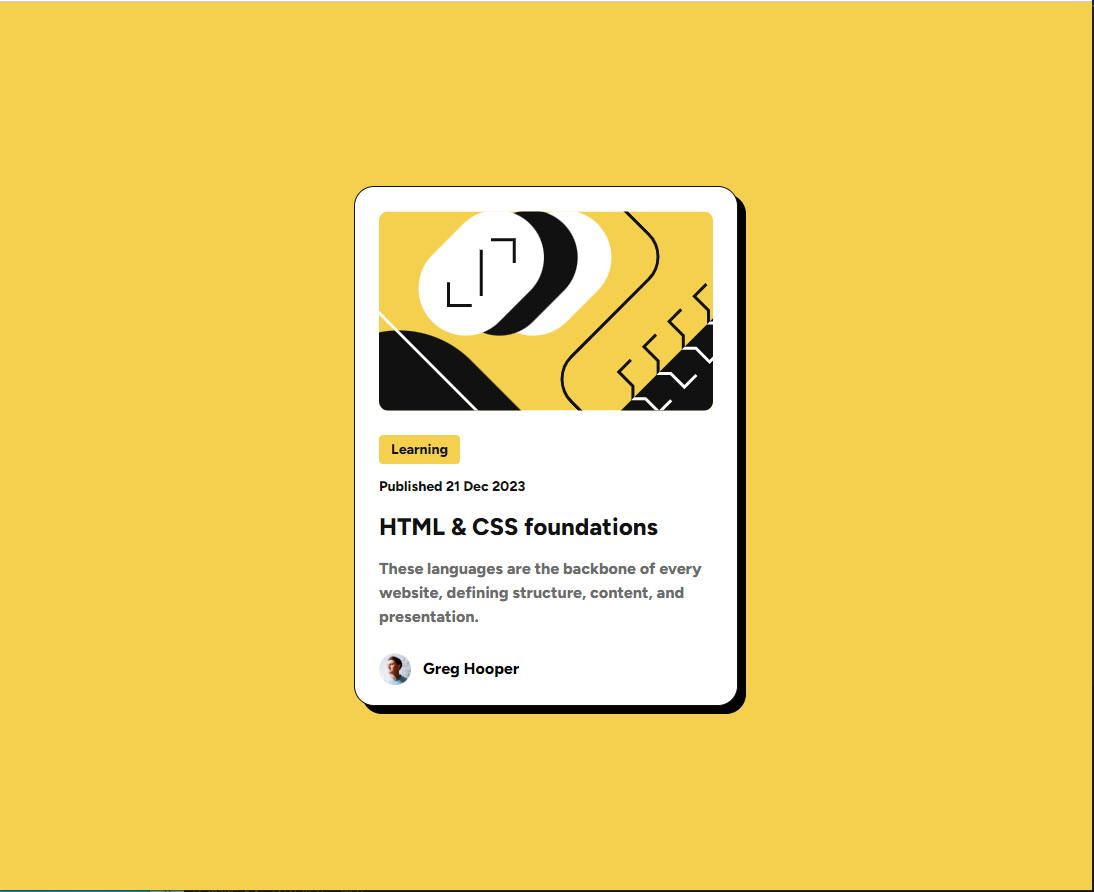 Learning
Published 21 Dec 2023
HTML & CSS foundations
These languages are the backbone of every
website, defining structure, content, and
presentation.
Greg Hooper